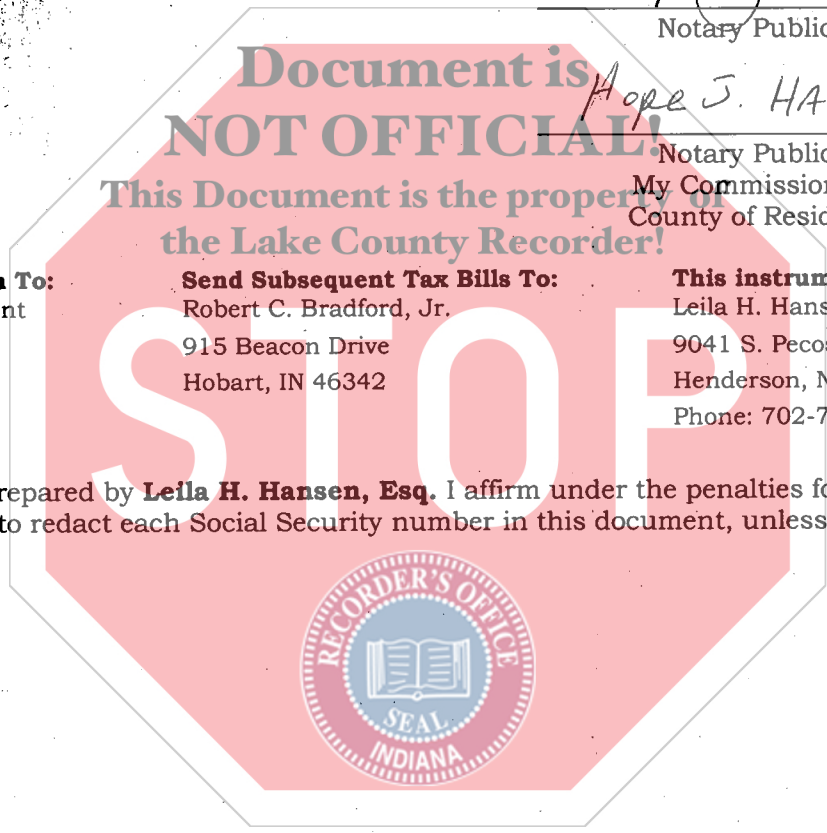 Notary Public
Document is
Hope J. HA
NOT OFFICIAL!
Notary Public
This Document is the property of
My Commission
County of Resid
the Lake County Recorder!
n To:
Send Subsequent Tax Bills To:
This instrum
nt
Robert C. Bradford, Jr.
Leila H. Hans
915 Beacon Drive
9041 S. Pecos
Hobart, IN 46342
Henderson, N
Phone: 702-7
STOP
repared by Leila H. Hansen, Esq. I affirm under the penalties fo
to redact each Social Security number in this document, unless
RECORDER'S OFFICE
SEAL
INDIANA